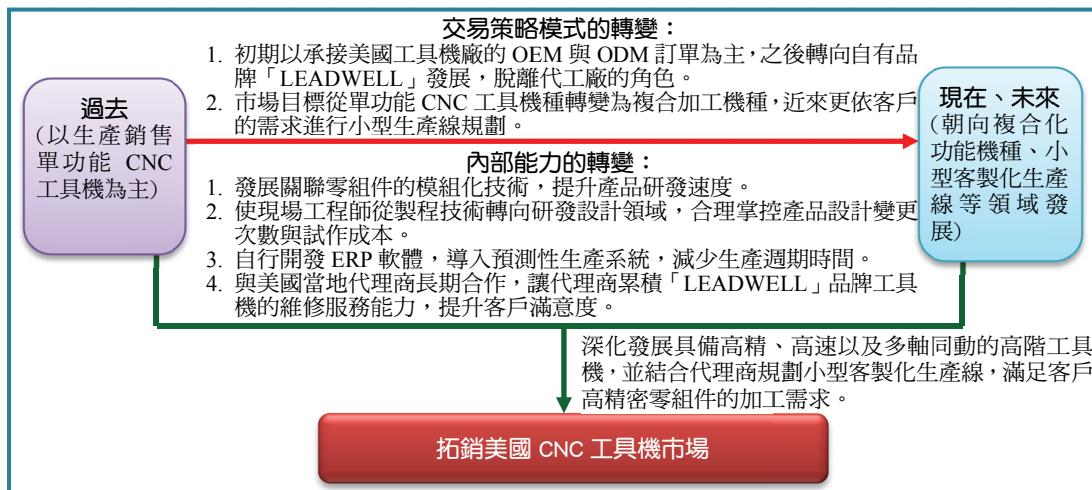 交易策略模式的轉變：
1. 初期以承接美國工具機廠的 OEM 與 ODM 訂單為主，之後轉向自有品
牌「LEADWELL」發展，脫離代工廠的角色。
2. 市場目標從單功能 CNC 工具機種轉變為複合加工機種，近來更依客戶
的需求進行小型生產線規劃。
過去
（以生產銷售
單功能 CNC
工具機為主）
現在、未來
（朝向複合化
功能機種、小
型客製化生產
線等領域發
展）
內部能力的轉變：
1. 發展關聯零組件的模組化技術，提升產品研發速度。
2. 使現場工程師從製程技術轉向研發設計領域，合理掌控產品設計變更
次數與試作成本。
3. 自行開發 ERP 軟體，導入預測性生產系統，減少生產週期時間。
4. 與美國當地代理商長期合作，讓代理商累積「LEADWELL」品牌工具
機的維修服務能力，提升客戶滿意度。
深化發展具備高精、高速以及多軸同動的高階工具
機，並結合代理商規劃小型客製化生產線，滿足客戶
高精密零組件的加工需求。
拓銷美國 CNC 工具機市場